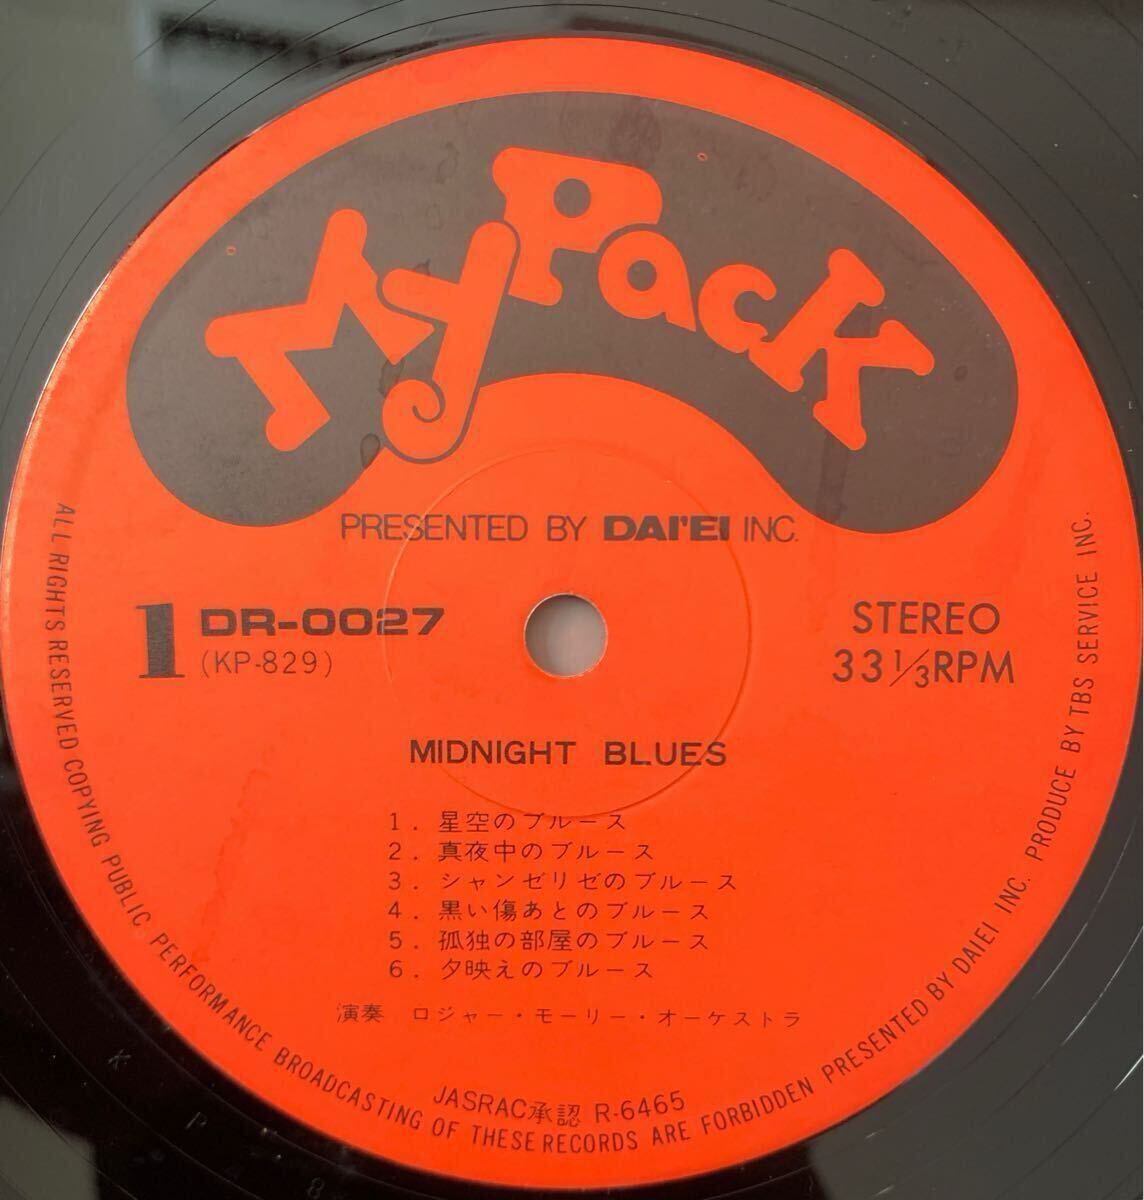 MyPack
PRESENTED BY DAI'EI INC.
1 DR-0027
(KP-829)
STEREO
33 1/3 RPM
MIDNIGHT BLUES
1. 星空のブルース
2. 真夜中のブルース
3. シャンゼリゼのブルース
4. 黒い傷あとのブルース
5. 孤独の部屋のブルース
6. 夕映えのブルース
演奏 ロジャー・モーリー・オーケストラ
JASRAC承認 R-6465
ALL RIGHTS RESERVED COPYING PUBLIC PERFORMANCE BROADCASTING OF THESE RECORDS ARE FORBIDDEN PRESENTED BY DAIEI INC. PRODUCE BY TBS SERVICE INC.